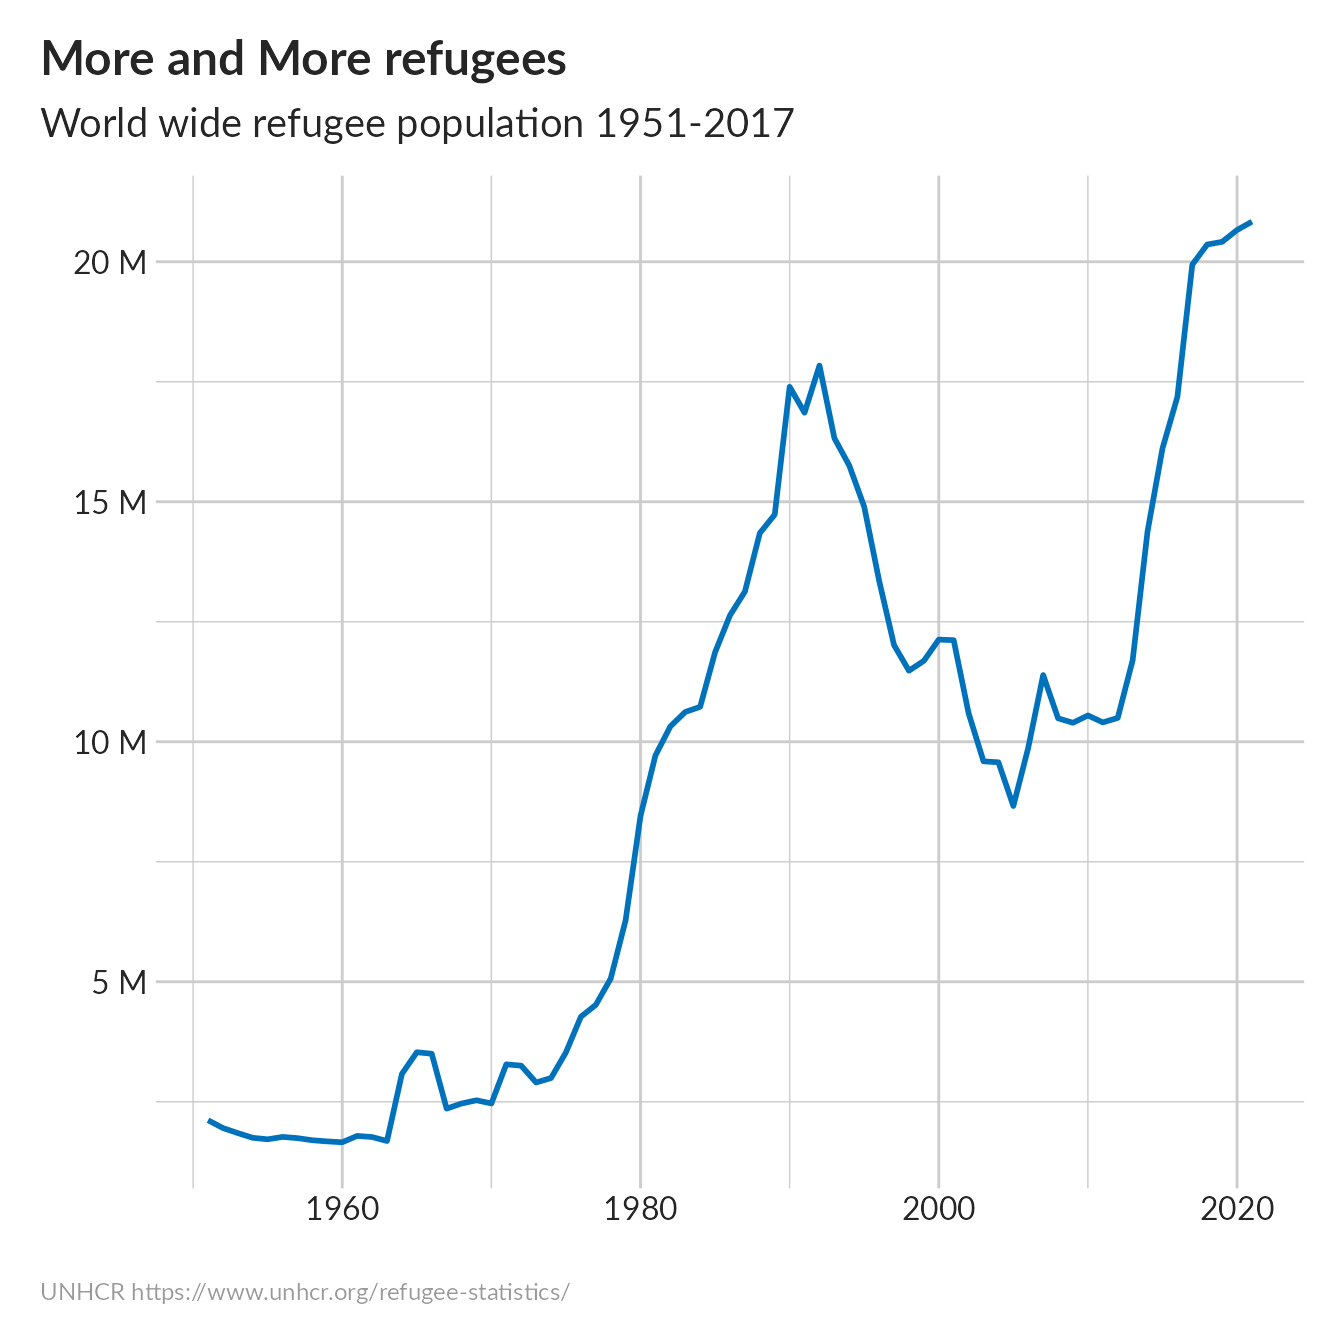 More and More refugees
World wide refugee population 1951-2017
20 M
15 M
10 M
5 M
1960 1980 2000 2020
UNHCR https://www.unhcr.org/refugee-statistics/